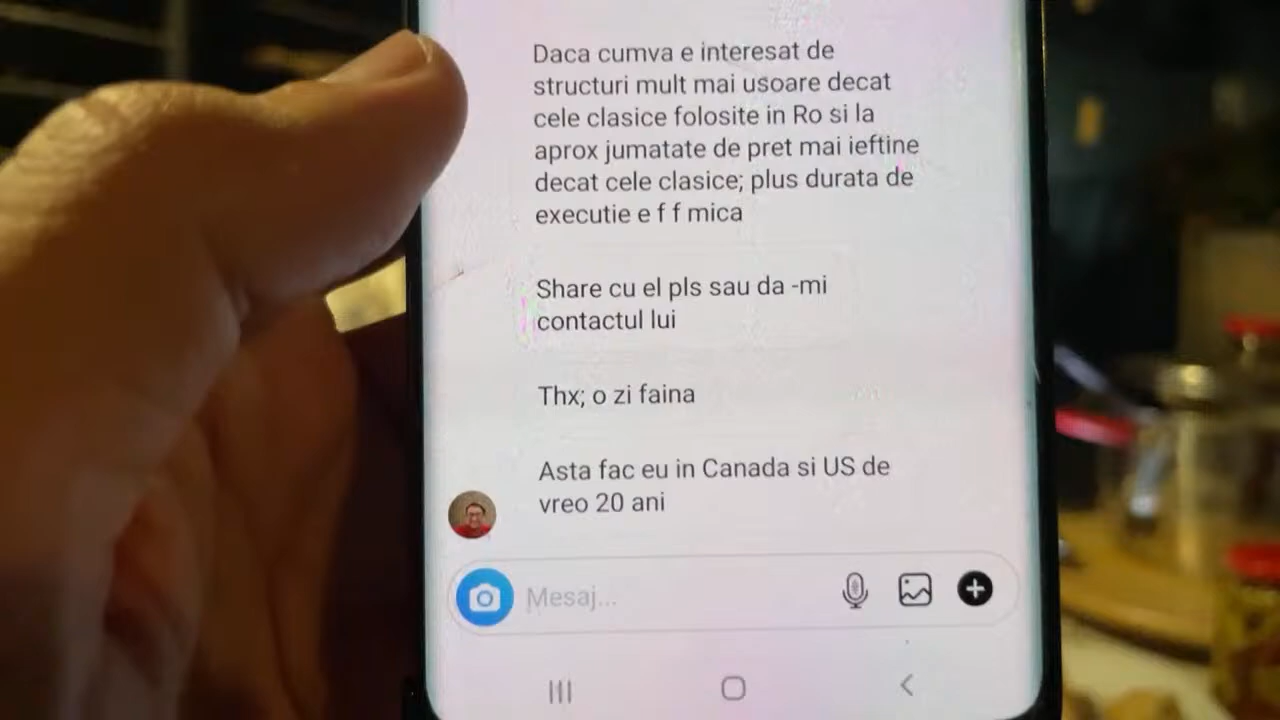 Daca cumva e interesat de
structuri mult mai usoare decat
cele clasice folosite in Ro si la
aprox jumatate de pret mai ieftine
decat cele clasice; plus durata de
executie e f f mica
Share cu el pls sau da -mi
contactul lui
Thx; o zi faina
Asta fac eu in Canada si US de
vreo 20 ani
Mesaj...